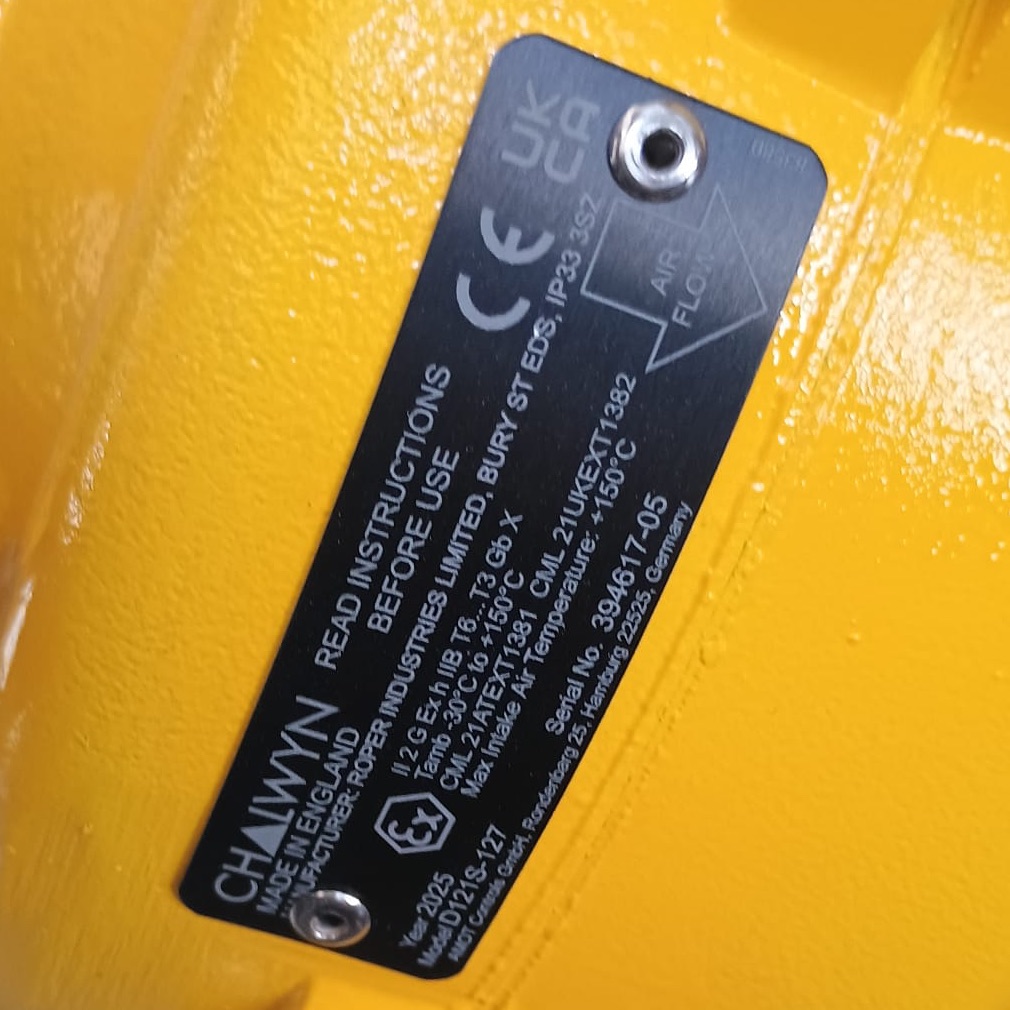 CHALWYN
READ INSTRUCTIONS
BEFORE USE
CE
UK
CA
MADE IN ENGLAND
MANUFACTURER: ROPER INDUSTRIES LIMITED, BURY ST EDS, IP33 3SZ
Ex
II 2 G Ex h IIB T6...T3 Gb X
Tamb -30°C to +150°C
CML 21ATEXT1381 CML 21UKEXT1382
Max Intake Air Temperature: +150°C
AIR
FLOW
Year 2025
Model D121S-127
Serial No. 394617-05
AMOT Controls GmbH, Rondenbarg 25, Hamburg 22525, Germany